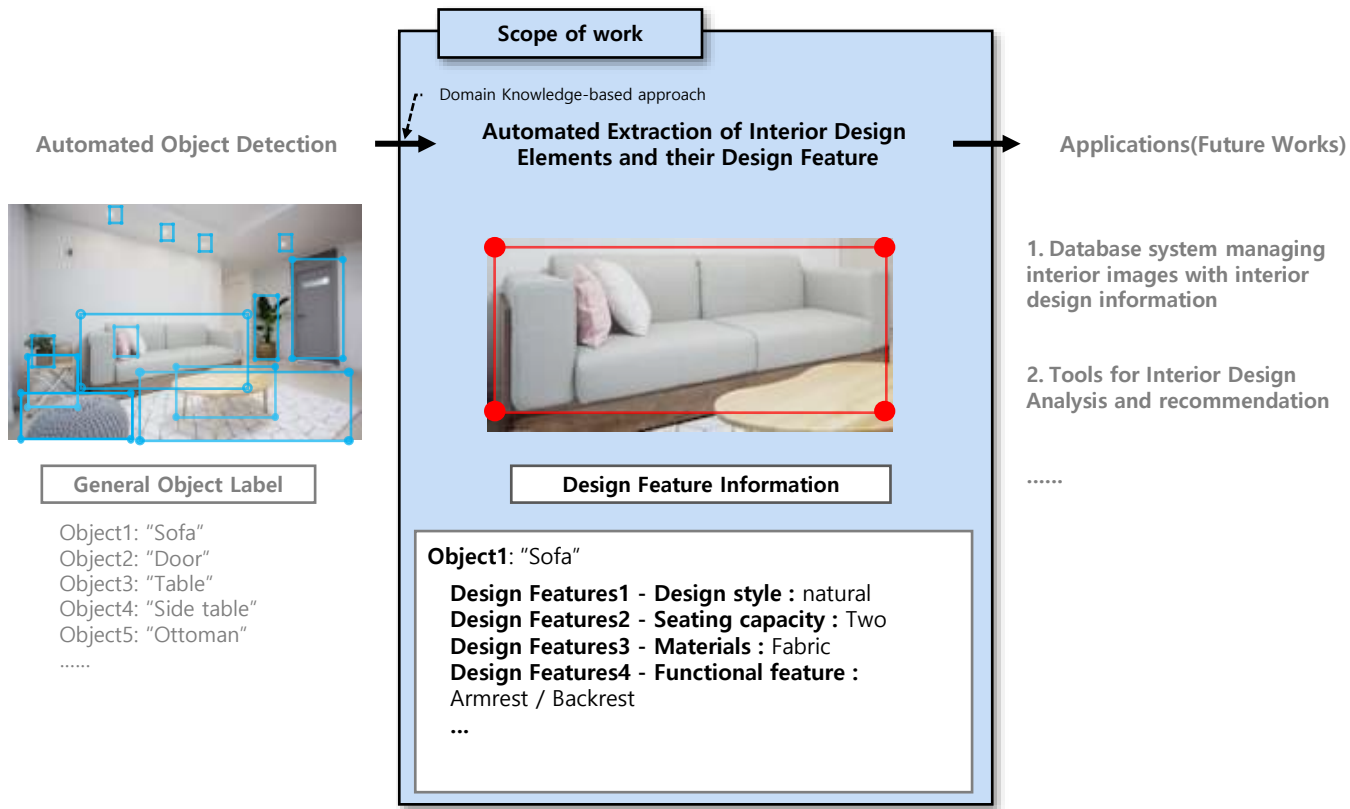 Scope of work
Domain Knowledge-based approach
Automated Object Detection
Automated Extraction of Interior Design
Elements and their Design Feature
Applications(Future Works)
1. Database system managing
interior images with interior
design information
2. Tools for Interior Design
Analysis and recommendation
......
General Object Label
Object1: “Sofa”
Object2: “Door”
Object3: “Table”
Object4: “Side table”
Object5: “Ottoman”
......
Design Feature Information
Object1: “Sofa”
Design Features1 - Design style : natural
Design Features2 - Seating capacity : Two
Design Features3 - Materials : Fabric
Design Features4 - Functional feature :
Armrest / Backrest
...